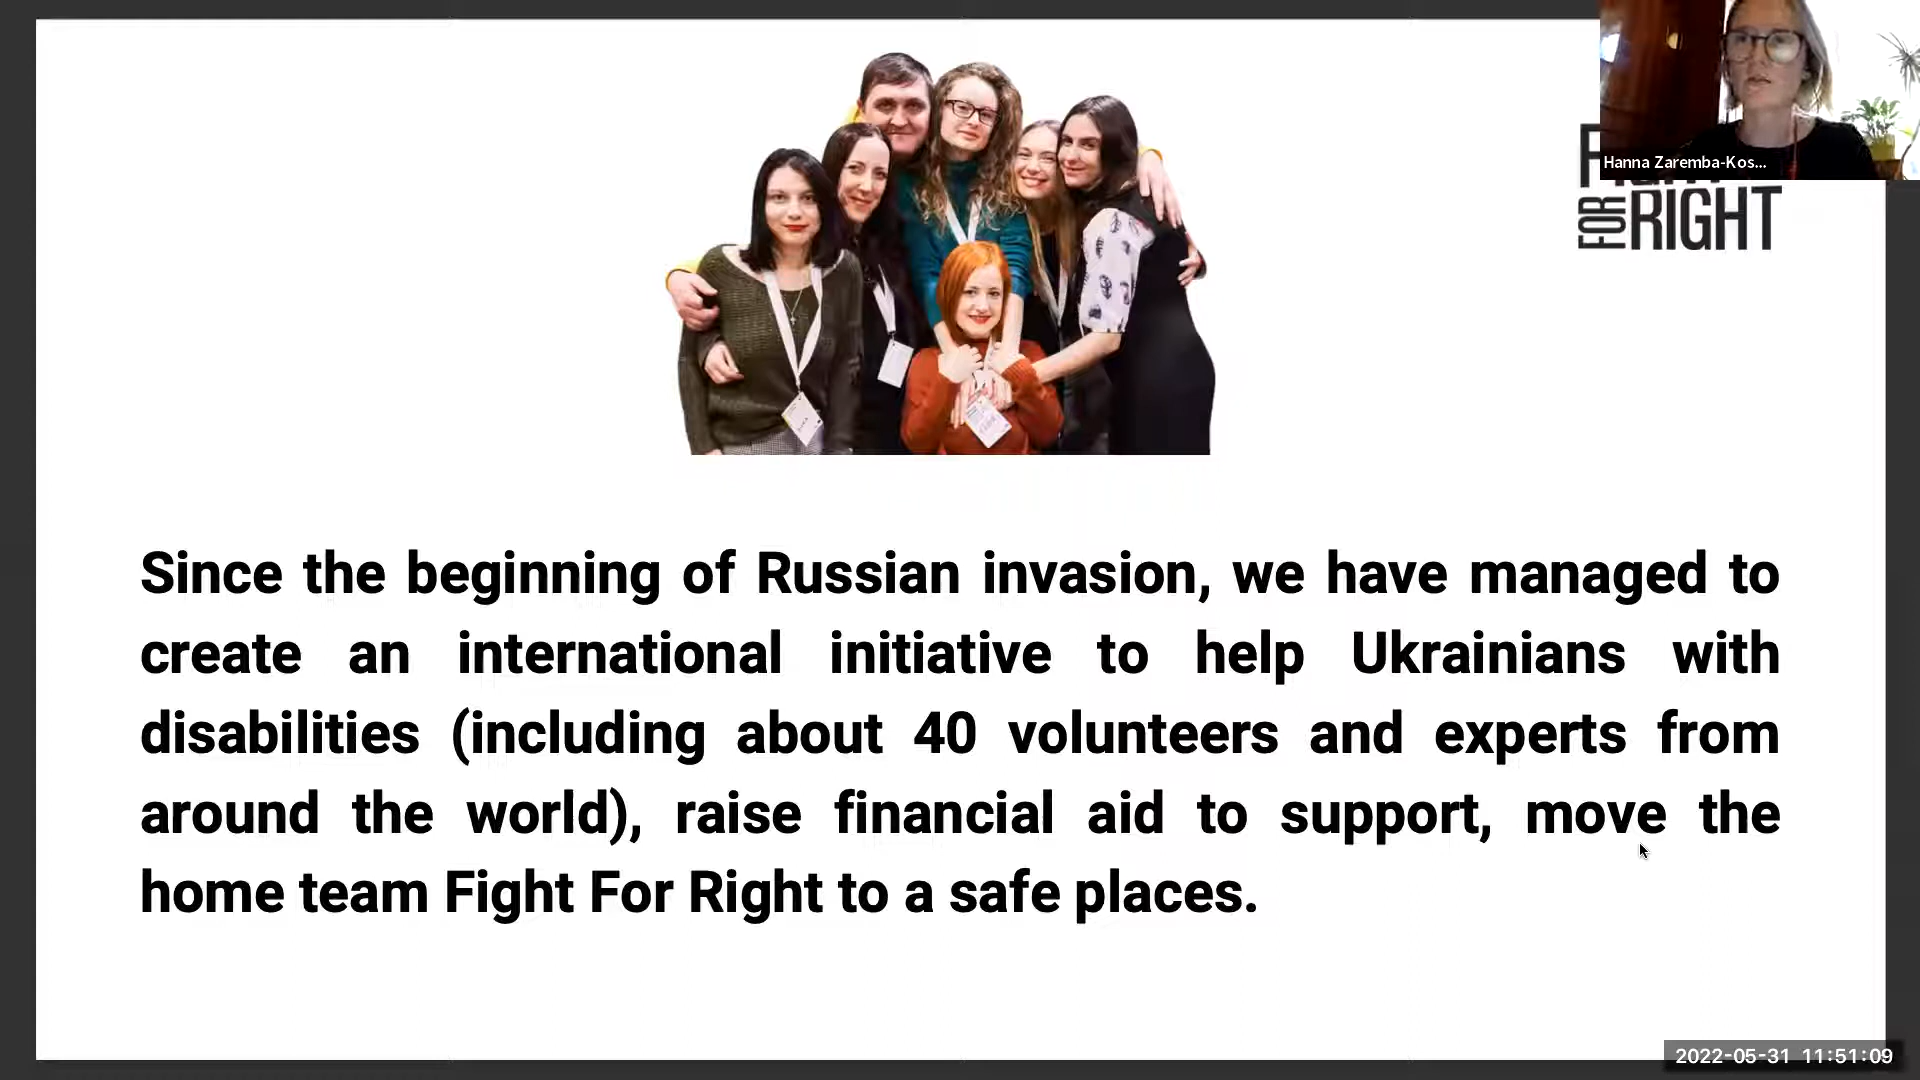 Hanna Zaremba-Kos...
FOR RIGHT
Since the beginning of Russian invasion, we have managed to
create an international initiative to help Ukrainians with
disabilities (including about 40 volunteers and experts from
around the world), raise financial aid to support, move the
home team Fight For Right to a safe places.
2022-05-31 11:51:09